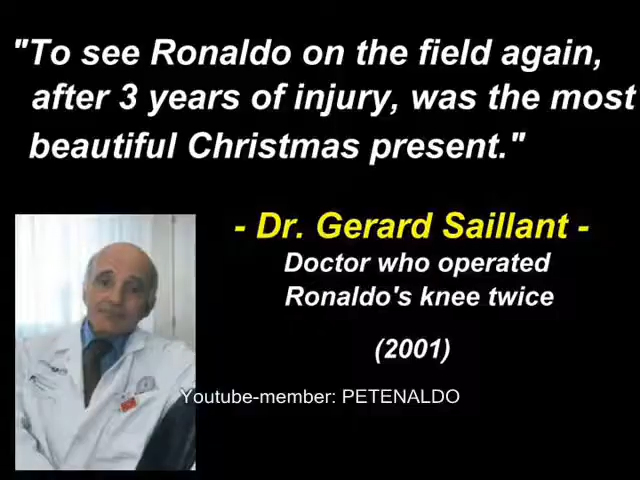 "To see Ronaldo on the field again,
after 3 years of injury, was the most
beautiful Christmas present."
- Dr. Gerard Saillant -
Doctor who operated
Ronaldo's knee twice
(2001)
Youtube-member: PETENALDO